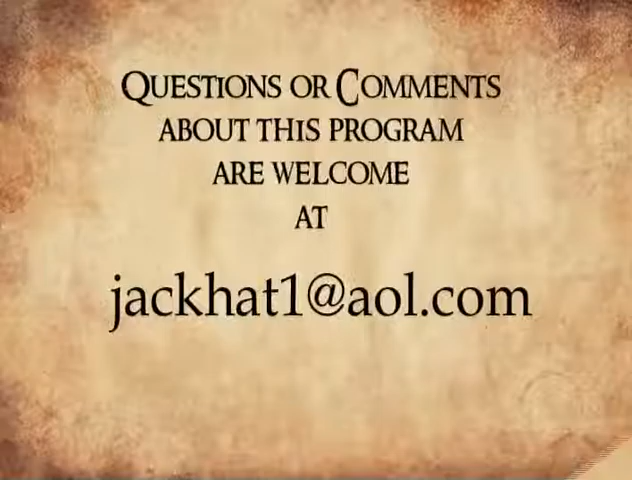 Questions or Comments
about this program
are welcome
at
jackhat1@aol.com